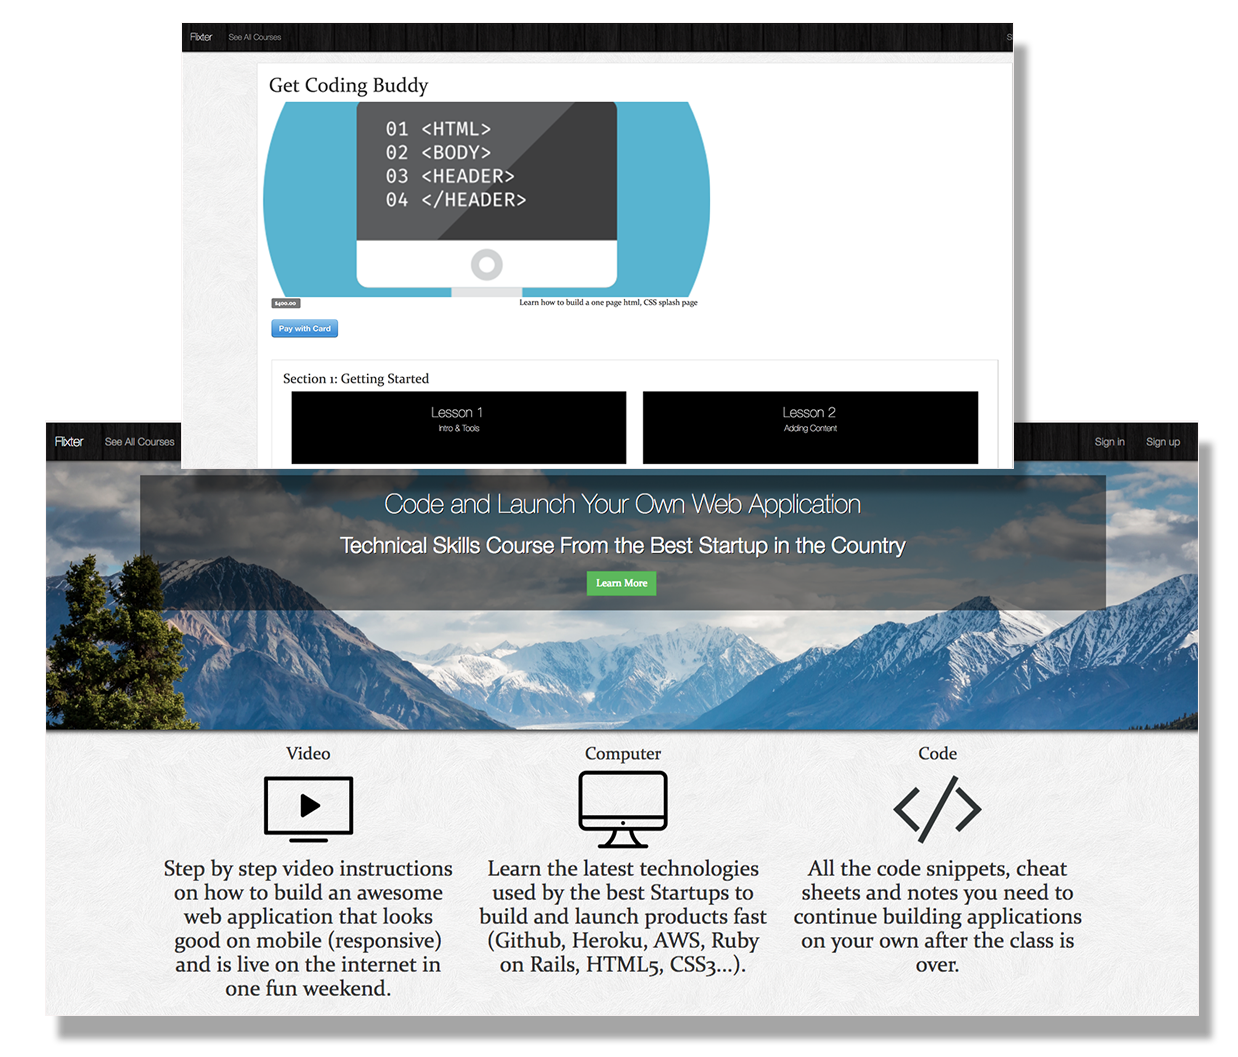 Flixter See All Courses S
Get Coding Buddy
01 <HTML>
02 <BODY>
03 <HEADER>
04 </HEADER>
$400.00 Learn how to build a one page html, CSS splash page
Pay with Card
Section 1: Getting Started
Lesson 1
Intro & Tools
Lesson 2
Adding Content
Flixter See All Courses Sign in Sign up
Code and Launch Your Own Web Application
Technical Skills Course From the Best Startup in the Country
Learn More
Video
Step by step video instructions
on how to build an awesome
web application that looks
good on mobile (responsive)
and is live on the internet in
one fun weekend.
Computer
Learn the latest technologies
used by the best Startups to
build and launch products fast
(Github, Heroku, AWS, Ruby
on Rails, HTML5, CSS3...).
Code
All the code snippets, cheat
sheets and notes you need to
continue building applications
on your own after the class is
over.